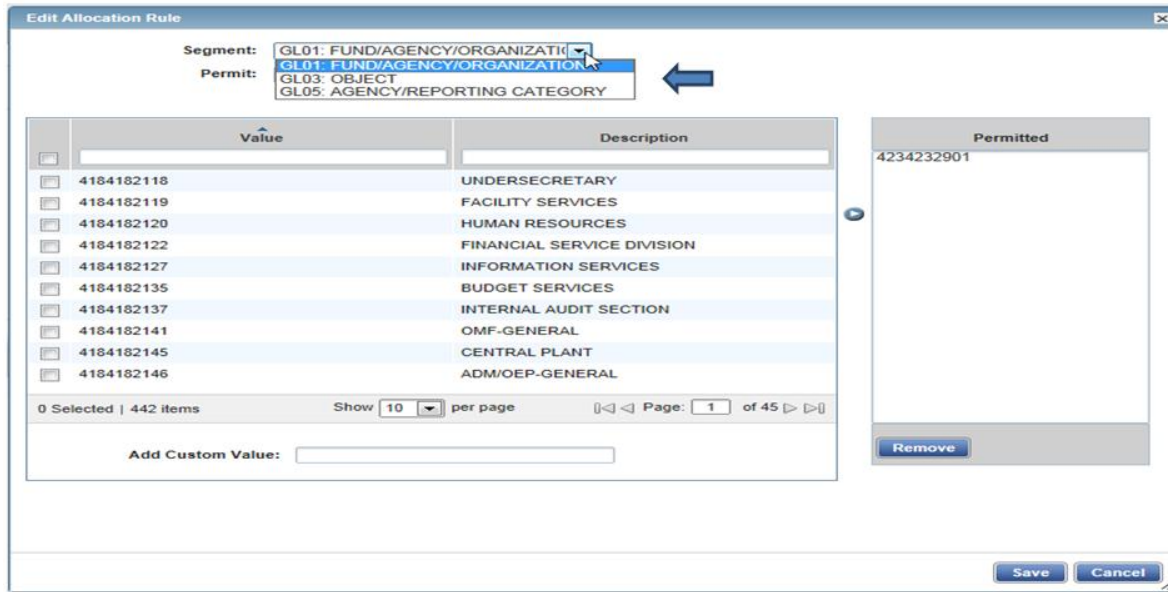 Edit Allocation Rule
Segment: GL01: FUND/AGENCY/ORGANIZATIO
GL01: FUND/AGENCY/ORGANIZATION
Permit: GL03: OBJECT
GL05: AGENCY/REPORTING CATEGORY
Value Description Permitted
4234232901
4184182118 UNDERSECRETARY
4184182119 FACILITY SERVICES
4184182120 HUMAN RESOURCES
4184182122 FINANCIAL SERVICE DIVISION
4184182127 INFORMATION SERVICES
4184182135 BUDGET SERVICES
4184182137 INTERNAL AUDIT SECTION
4184182141 OMF-GENERAL
4184182145 CENTRAL PLANT
4184182146 ADM/OEP-GENERAL
0 Selected | 442 items Show 10 per page Page: 1 of 45
Add Custom Value: Remove
Save Cancel